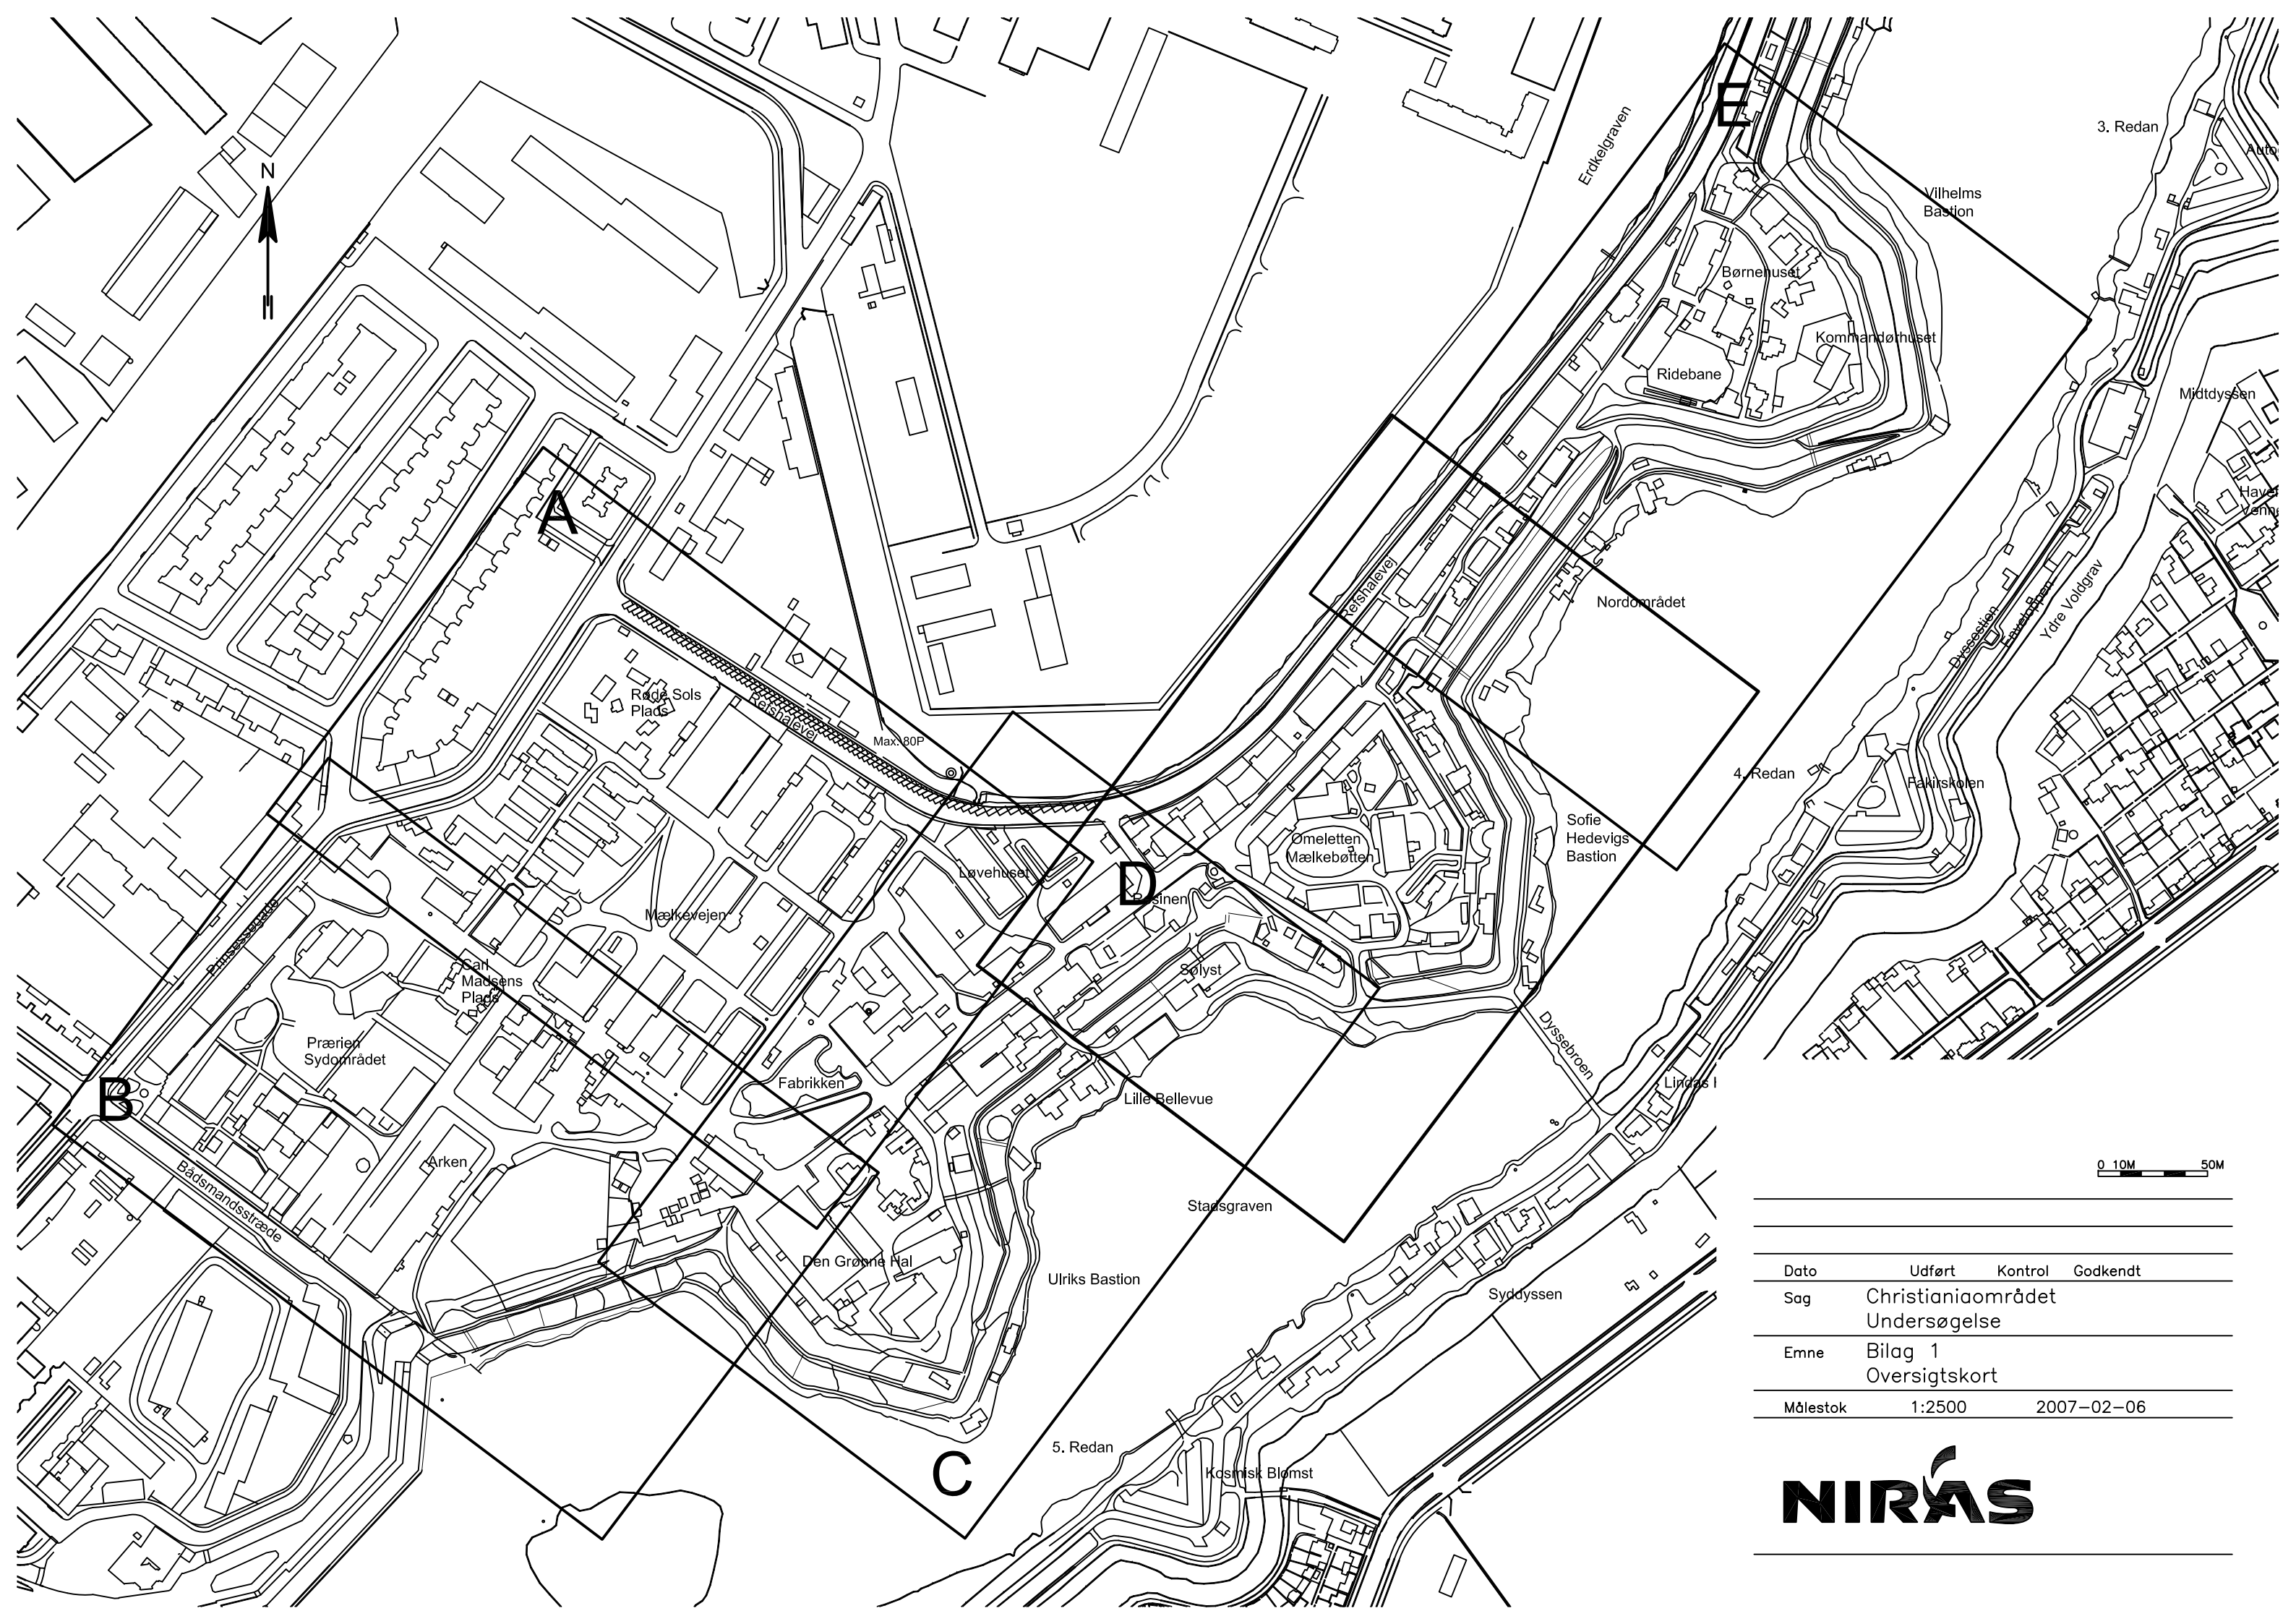 E
Erdkelgraven
3. Redan
N
Vilhelms
Bastion
Børnehuset
Kommandørhuset
Ridebane
Midtdyssen
A
Refshalevej
Nordområdet
Dyssestien
Enveloppen
Ydre Voldgrav
Røde Sols
Plads
Refshalevej
Max. 80P
4. Redan
Fakirskolen
Sofie
Hedevigs
Bastion
Omeletten
Mælkebøtten
Løvehuset
D
Rosinen
Mælkevejen
Prinsessegade
Carl
Madsens
Plads
Sølyst
Prærien
Sydområdet
Dyssebroen
Fabrikken
Lille Bellevue
B
Arken
Bådsmandsstræde
Stadsgraven
Den Grønne Hal
Ulriks Bastion
Syddyssen
C
5. Redan
Kosmisk Blomst
0 10M 50M
Dato Udført Kontrol Godkendt
Sag Christianiaområdet
Undersøgelse
Emne Bilag 1
Oversigtskort
Målestok 1:2500 2007-02-06
NIRAS